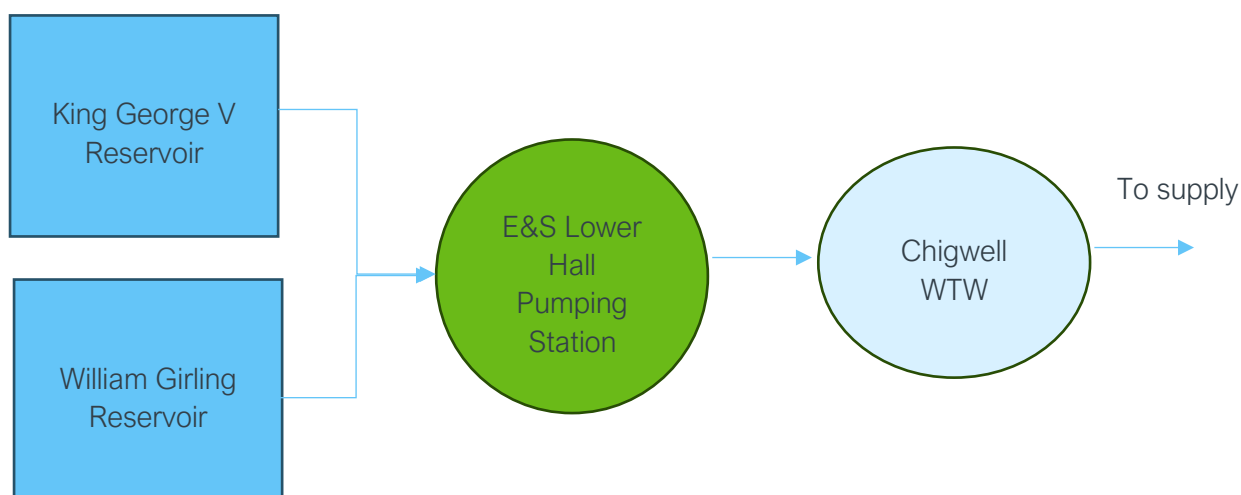 King George V
Reservoir
William Girling
Reservoir
E&S Lower
Hall
Pumping
Station
Chigwell
WTW
To supply